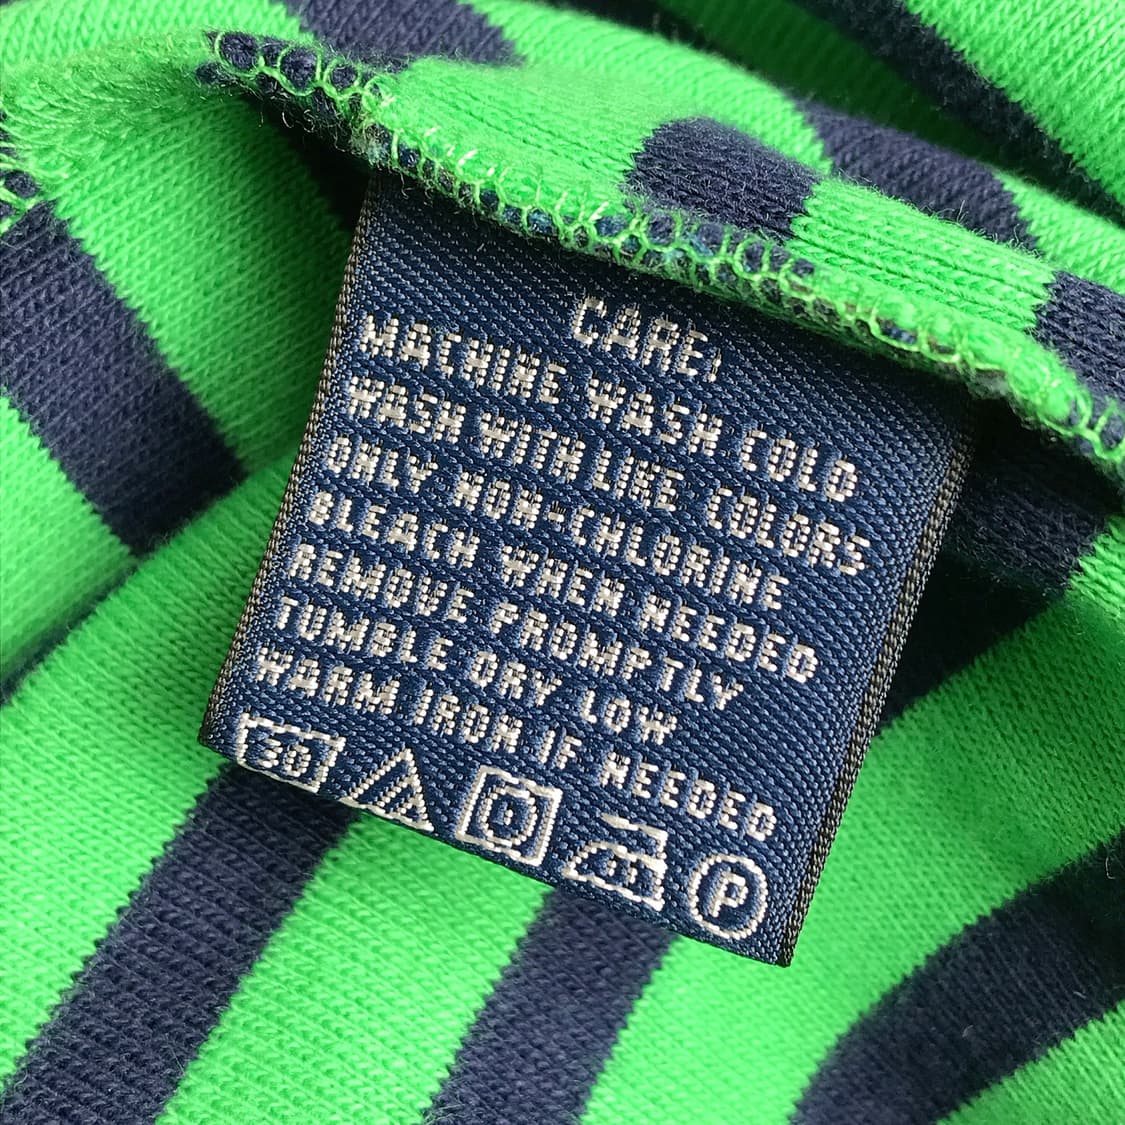 CARE:
MACHINE WASH COLD
WASH WITH LIKE COLORS
ONLY NON-CHLORINE
BLEACH WHEN NEEDED
REMOVE PROMPTLY
TUMBLE DRY LOW
WARM IRON IF NEEDED
30
P